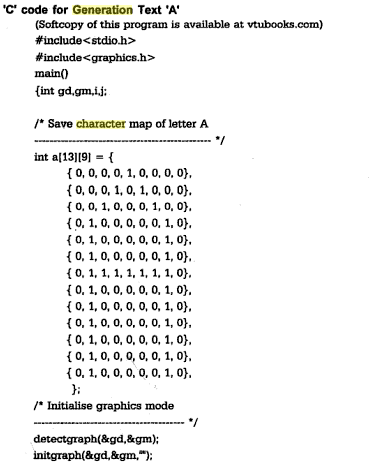 'C' code for Generation Text 'A'
(Softcopy of this program is available at vtubooks.com)
#include<stdio.h>
#include<graphics.h>
main()
{int gd,gm,i,j;
/* Save character map of letter A
------------------------------------------------ */
int a[13][9] = {
{ 0, 0, 0, 0, 1, 0, 0, 0, 0},
{ 0, 0, 0, 1, 0, 1, 0, 0, 0},
{ 0, 0, 1, 0, 0, 0, 1, 0, 0},
{ 0, 1, 0, 0, 0, 0, 0, 1, 0},
{ 0, 1, 0, 0, 0, 0, 0, 1, 0},
{ 0, 1, 0, 0, 0, 0, 0, 1, 0},
{ 0, 1, 1, 1, 1, 1, 1, 1, 0},
{ 0, 1, 0, 0, 0, 0, 0, 1, 0},
{ 0, 1, 0, 0, 0, 0, 0, 1, 0},
{ 0, 1, 0, 0, 0, 0, 0, 1, 0},
{ 0, 1, 0, 0, 0, 0, 0, 1, 0},
{ 0, 1, 0, 0, 0, 0, 0, 1, 0},
{ 0, 1, 0, 0, 0, 0, 0, 1, 0},
};
/* Initialise graphics mode
----------------------------------------- */
detectgraph(&gd,&gm);
initgraph(&gd,&gm,"");